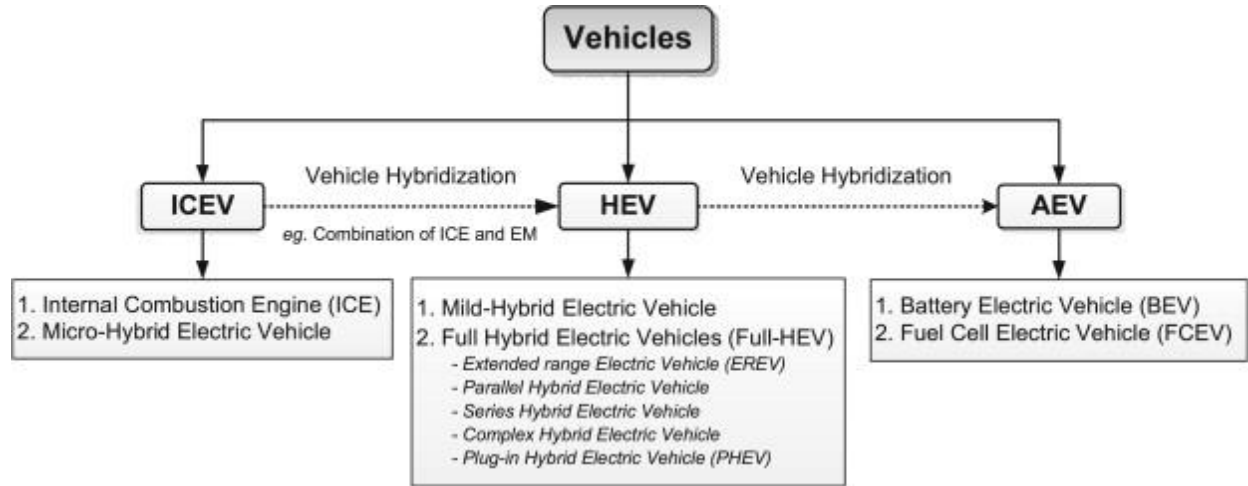 Vehicles
Vehicle Hybridization
Vehicle Hybridization
ICEV
HEV
AEV
eg. Combination of ICE and EM
1. Internal Combustion Engine (ICE)
2. Micro-Hybrid Electric Vehicle
1. Mild-Hybrid Electric Vehicle
2. Full Hybrid Electric Vehicles (Full-HEV)
- Extended range Electric Vehicle (EREV)
- Parallel Hybrid Electric Vehicle
- Series Hybrid Electric Vehicle
- Complex Hybrid Electric Vehicle
- Plug-in Hybrid Electric Vehicle (PHEV)
1. Battery Electric Vehicle (BEV)
2. Fuel Cell Electric Vehicle (FCEV)